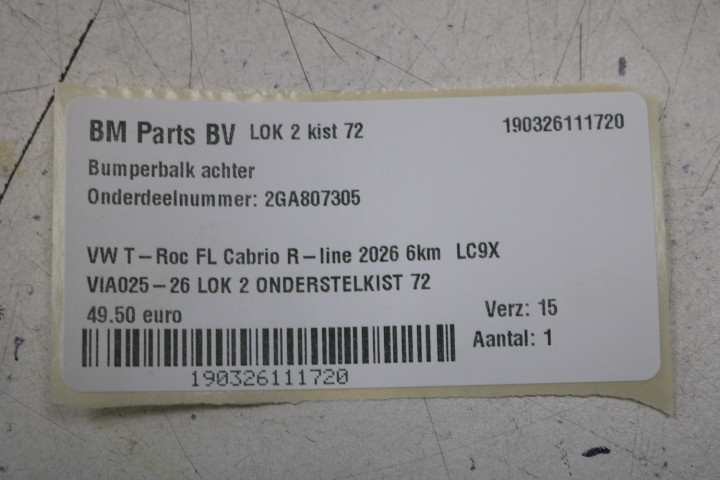 BM Parts BV LOK 2 kist 72 190326111720
Bumperbalk achter
Onderdeelnummer: 2GA807305
VW T-Roc FL Cabrio R-line 2026 6km LC9X
VIA025-26 LOK 2 ONDERSTELKIST 72
49.50 euro Verz: 15
Aantal: 1
190326111720